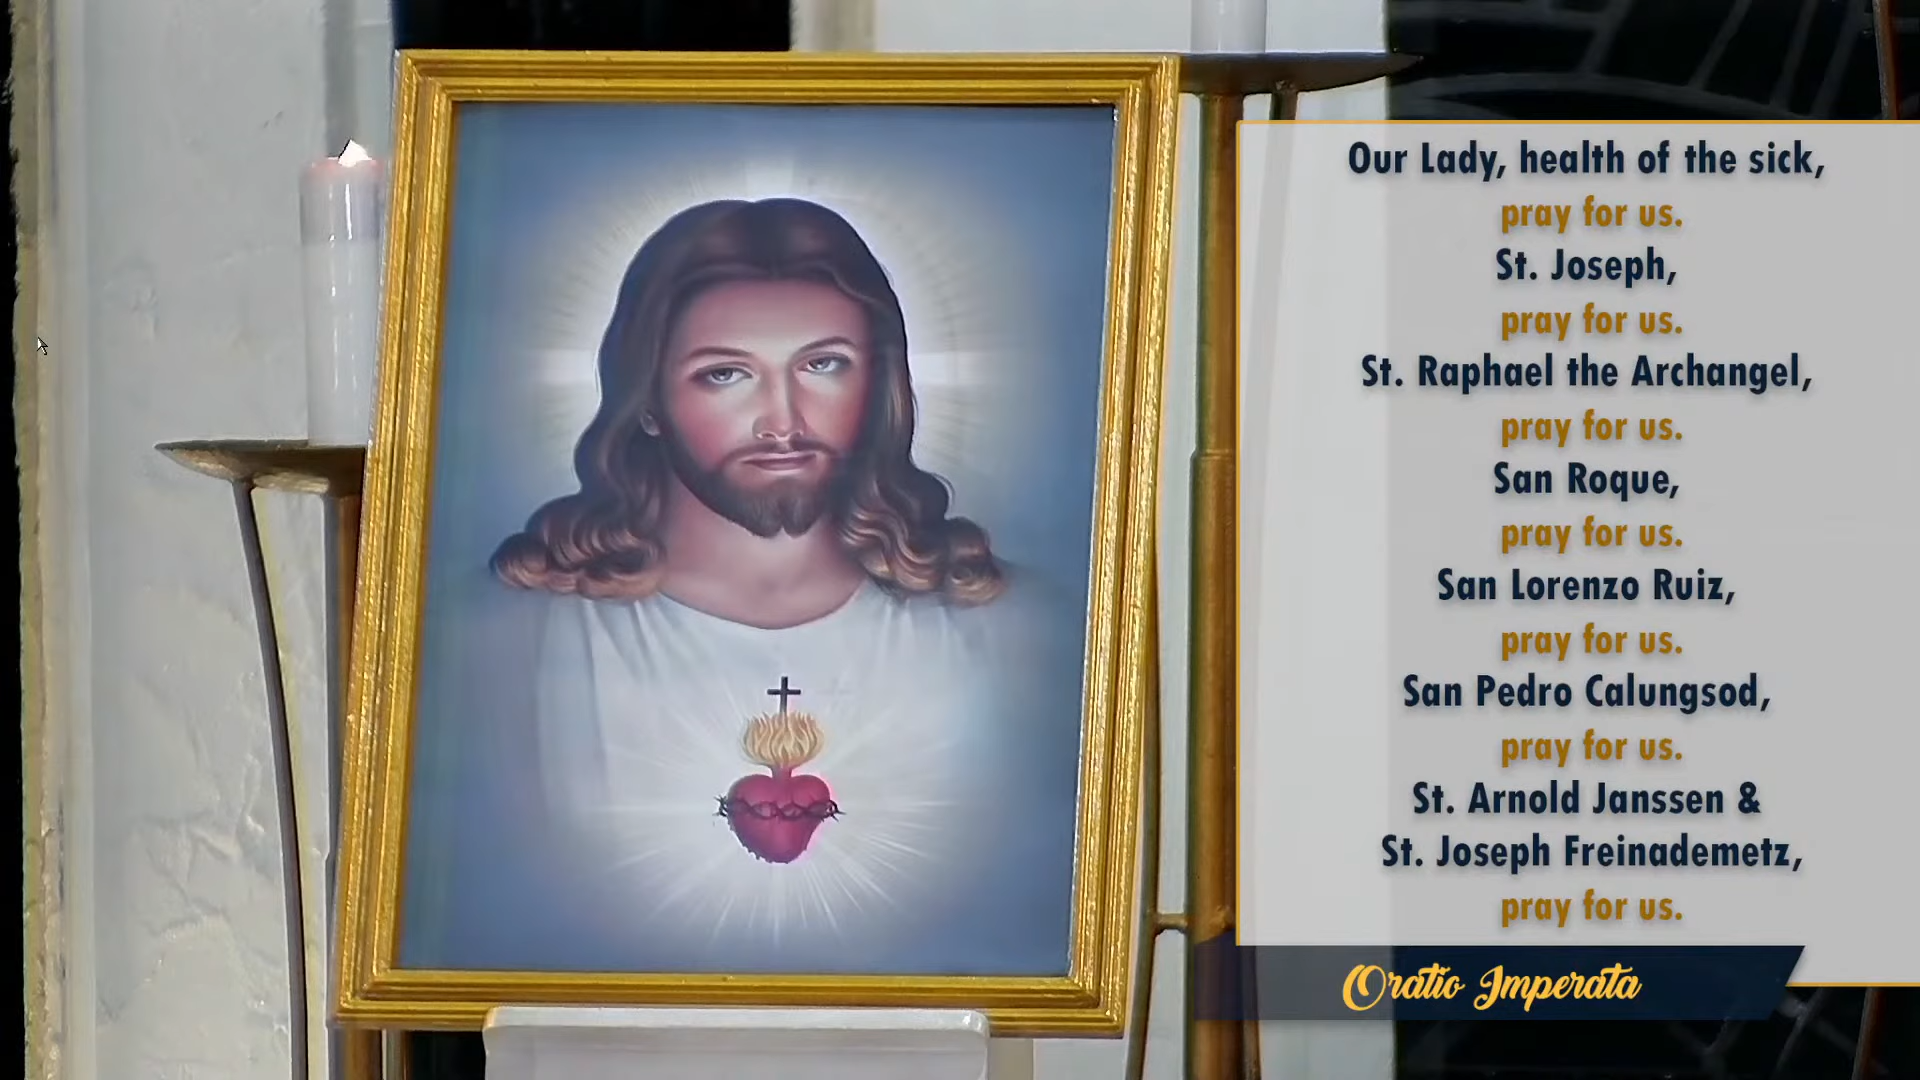 Our Lady, health of the sick,
pray for us.
St. Joseph,
pray for us.
St. Raphael the Archangel,
pray for us.
San Roque,
pray for us.
San Lorenzo Ruiz,
pray for us.
San Pedro Calungsod,
pray for us.
St. Arnold Janssen &
St. Joseph Freinademetz,
pray for us.
Oratio Imperata